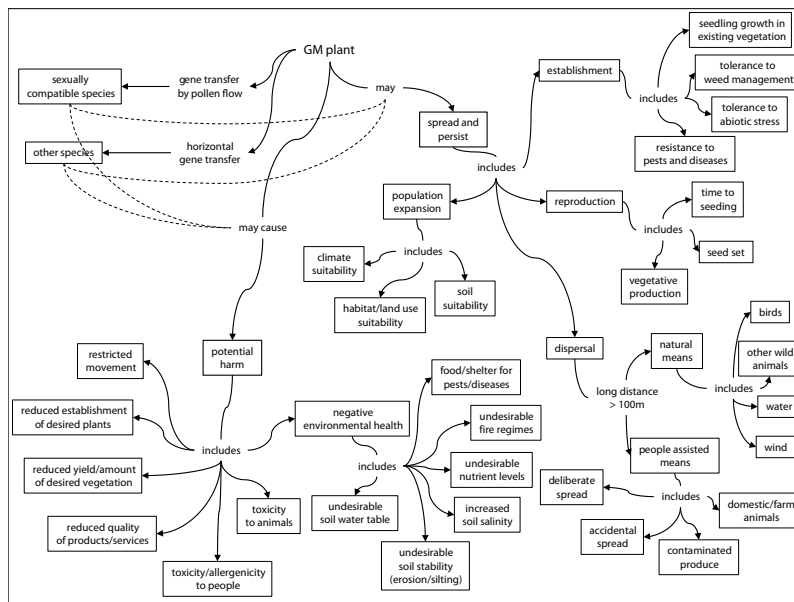 GM plant
sexually
compatible species
gene transfer
by pollen flow
may
other species
horizontal
gene transfer
spread and
persist
includes
establishment
includes
seedling growth in
existing vegetation
tolerance to
weed management
tolerance to
abiotic stress
resistance to
pests and diseases
may cause
population
expansion
includes
climate
suitability
habitat/land use
suitability
soil
suitability
reproduction
includes
time to
seeding
seed set
vegetative
production
dispersal
long distance
> 100m
natural
means
includes
birds
other wild
animals
water
wind
people assisted
means
includes
deliberate
spread
accidental
spread
contaminated
produce
domestic/farm
animals
potential
harm
includes
restricted
movement
reduced establishment
of desired plants
reduced yield/amount
of desired vegetation
reduced quality
of products/services
toxicity/allergenicity
to people
toxicity
to animals
negative
environmental health
includes
food/shelter for
pests/diseases
undesirable
fire regimes
undesirable
nutrient levels
increased
soil salinity
undesirable
soil stability
(erosion/silting)
undesirable
soil water table